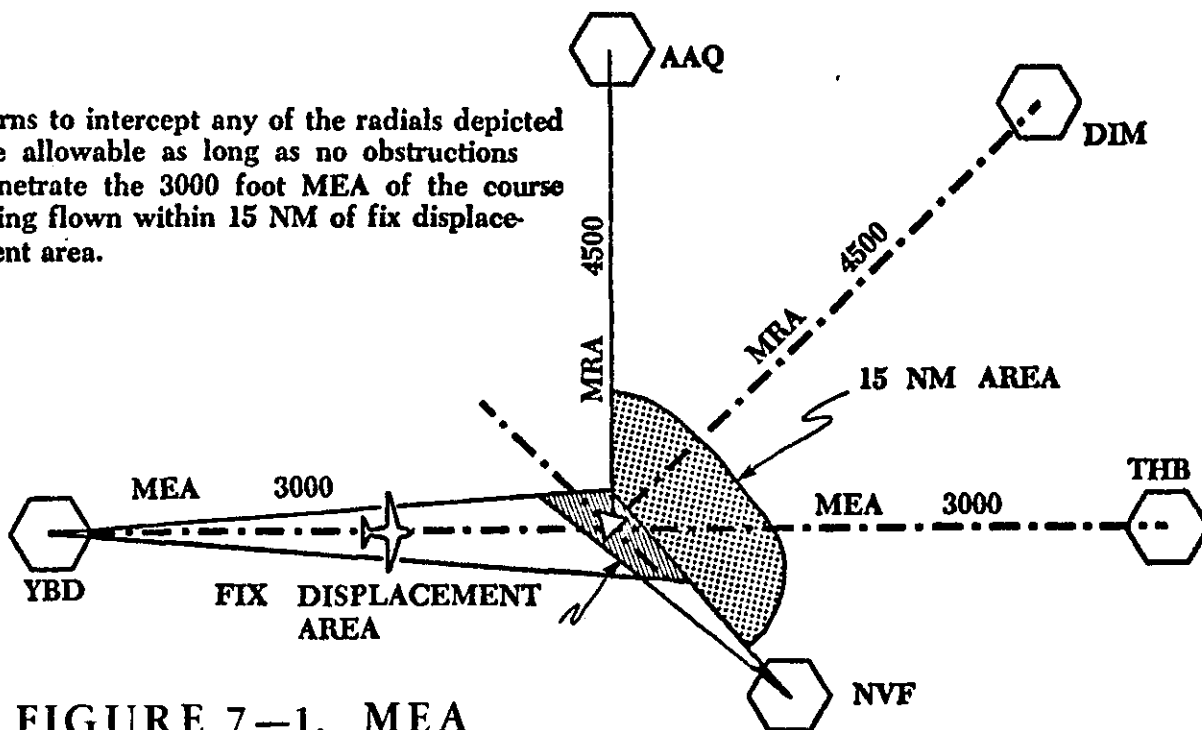 AAQ
DIM
rns to intercept any of the radials depicted
e allowable as long as no obstructions
netrate the 3000 foot MEA of the course
ing flown within 15 NM of fix displace-
ent area.
MRA 4500
MRA 4500
15 NM AREA
THB
MEA 3000
MEA 3000
YBD
FIX DISPLACEMENT
AREA
NVF
FIGURE 7—1. MEA